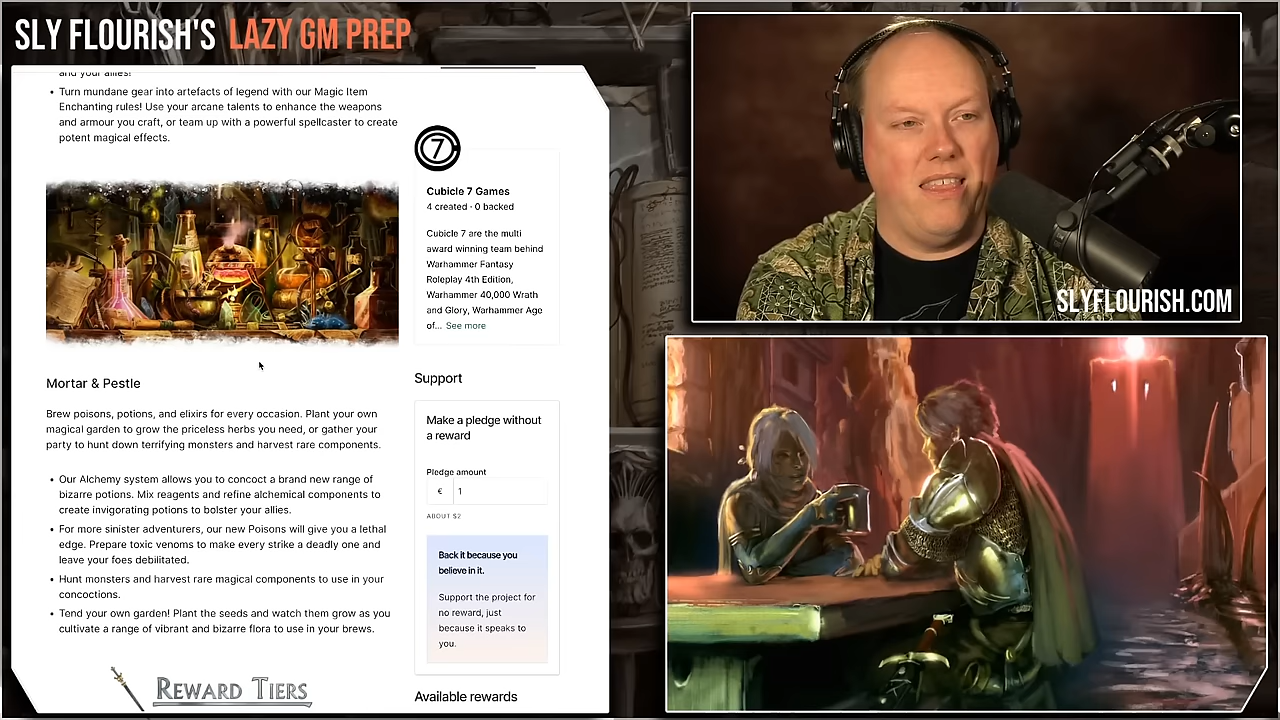 SLY FLOURISH'S LAZY GM PREP
and your allies!
• Turn mundane gear into artefacts of legend with our Magic Item
Enchanting rules! Use your arcane talents to enhance the weapons
and armour you craft, or team up with a powerful spellcaster to create
potent magical effects.
Mortar & Pestle
Brew poisons, potions, and elixirs for every occasion. Plant your own
magical garden to grow the priceless herbs you need, or gather your
party to hunt down terrifying monsters and harvest rare components.
• Our Alchemy system allows you to concoct a brand new range of
bizarre potions. Mix reagents and refine alchemical components to
create invigorating potions to bolster your allies.
• For more sinister adventurers, our new Poisons will give you a lethal
edge. Prepare toxic venoms to make every strike a deadly one and
leave your foes debilitated.
• Hunt monsters and harvest rare magical components to use in your
concoctions.
• Tend your own garden! Plant the seeds and watch them grow as you
cultivate a range of vibrant and bizarre flora to use in your brews.
REWARD TIERS
7
Cubicle 7 Games
4 created · 0 backed
Cubicle 7 are the multi
award winning team behind
Warhammer Fantasy
Roleplay 4th Edition,
Warhammer 40,000 Wrath
and Glory, Warhammer Age
of... See more
Support
Make a pledge without
a reward
Pledge amount
€ 1
ABOUT $2
Back it because you
believe in it.
Support the project for
no reward, just
because it speaks to
you.
Available rewards
SLYFLOURISH.COM